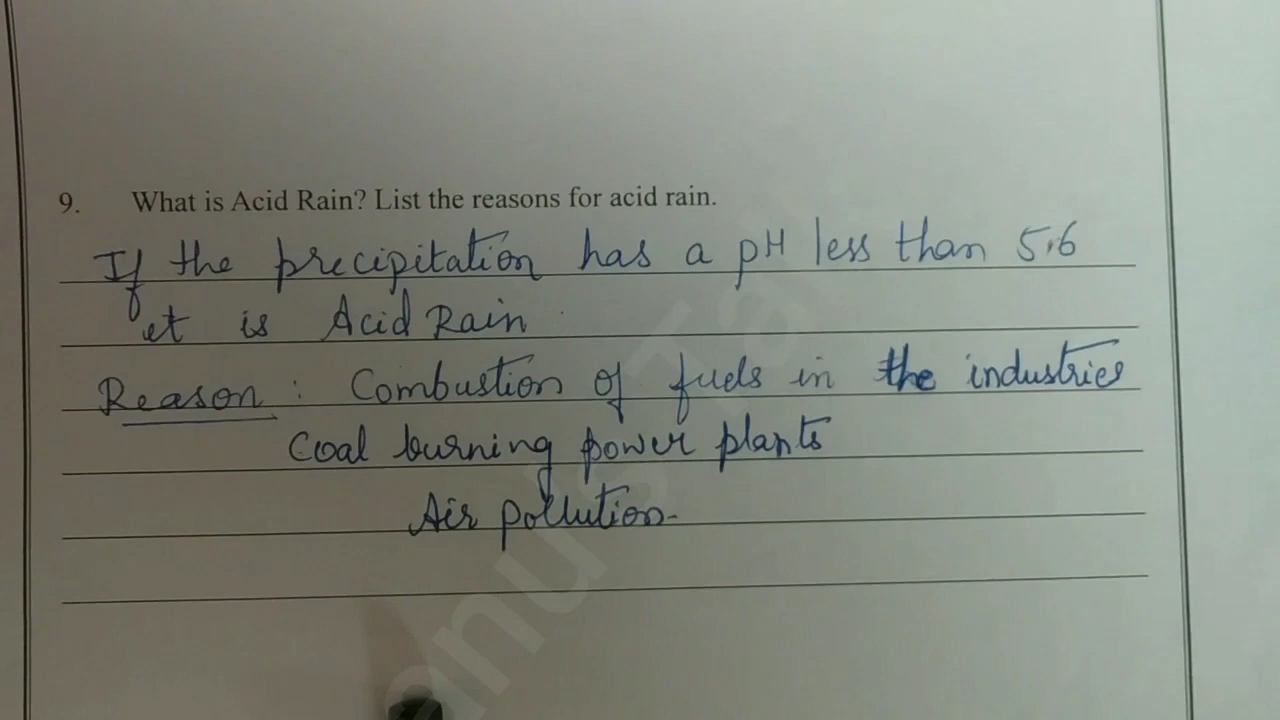 9. What is Acid Rain? List the reasons for acid rain.
If the precipitation has a pH less than 5.6
it is Acid Rain
Reason : Combustion of fuels in the industries
Coal burning power plants
Air pollution.